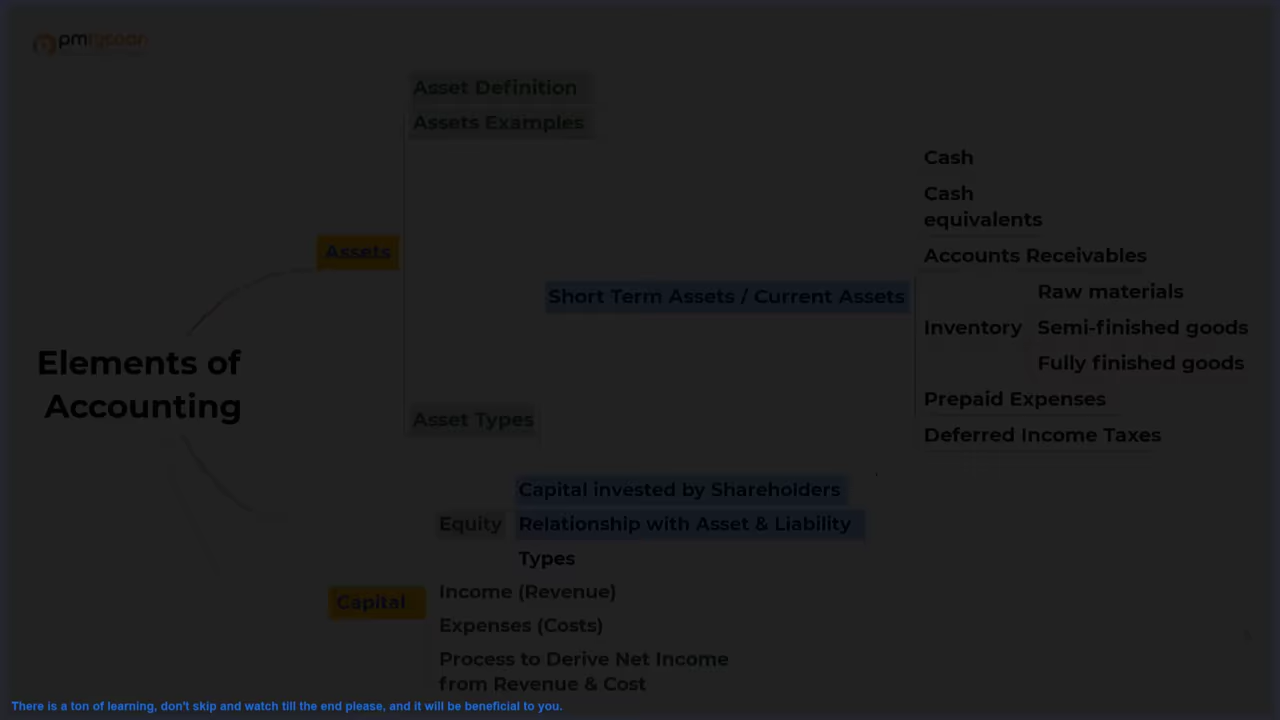 pmtycoon
Asset Definition
Assets Examples
Cash
Cash
equivalents
Assets
Accounts Receivables
Short Term Assets / Current Assets
Raw materials
Inventory
Semi-finished goods
Fully finished goods
Elements of
Accounting
Prepaid Expenses
Asset Types
Deferred Income Taxes
Capital invested by Shareholders
Equity
Relationship with Asset & Liability
Types
Capital
Income (Revenue)
Expenses (Costs)
Process to Derive Net Income
from Revenue & Cost
There is a ton of learning, don't skip and watch till the end please, and it will be beneficial to you.